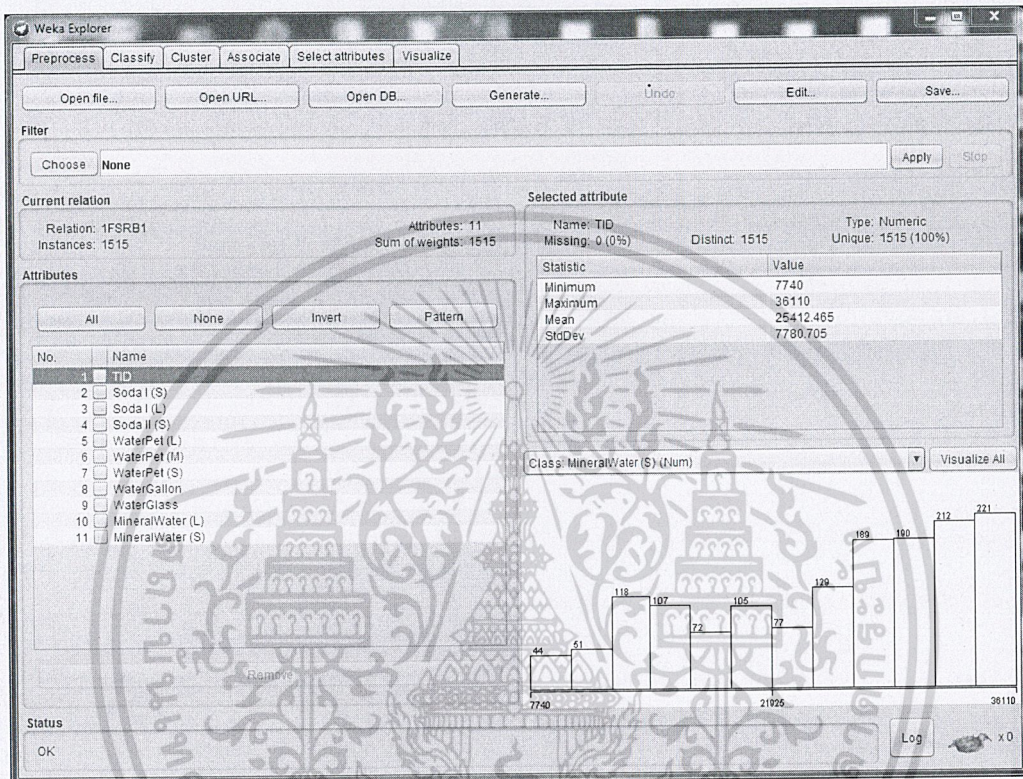 Weka Explorer
Preprocess Classify Cluster Associate Select attributes Visualize
Open file... Open URL... Open DB... Generate... Undo Edit... Save...
Filter
Choose None Apply Stop
Current relation
Relation: 1FSRB1 Attributes: 11
Instances: 1515 Sum of weights: 1515
Attributes
All None Invert Pattern
No. Name
1 TID
2 Soda I (S)
3 Soda I (L)
4 Soda II (S)
5 WaterPet (L)
6 WaterPet (M)
7 WaterPet (S)
8 WaterGallon
9 WaterGlass
10 MineralWater (L)
11 MineralWater (S)
Remove
Selected attribute
Name: TID Type: Numeric
Missing: 0 (0%) Distinct: 1515 Unique: 1515 (100%)
Statistic Value
Minimum 7740
Maximum 36110
Mean 25412.465
StdDev 7780.705
Class: MineralWater (S) (Num) Visualize All
44 51 118 107 72 105 77 129 189 190 212 221
7740 21925 36110
Status
OK
Log x 0